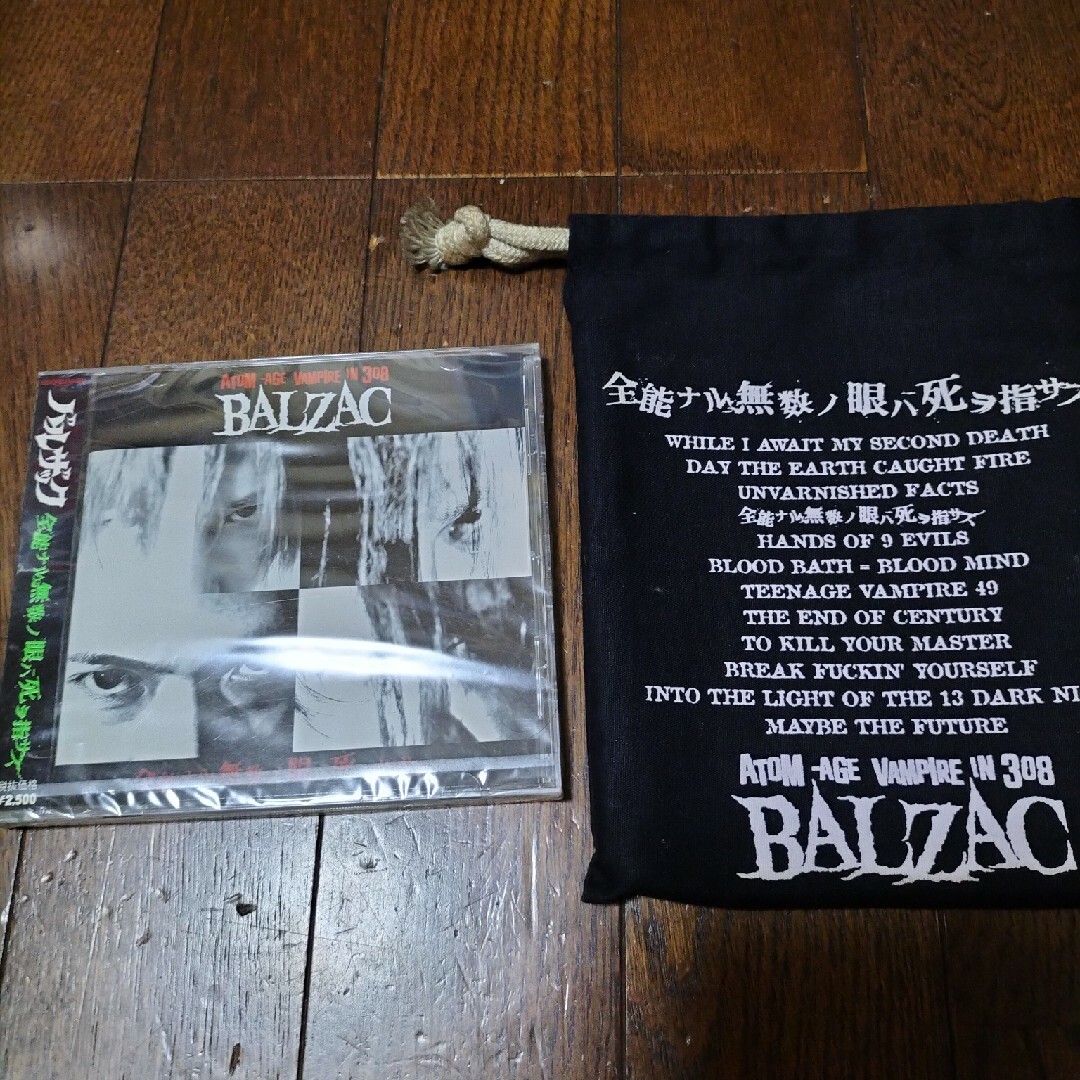 ATOM-AGE VAMPIRE IN 308
BALZAC
バルザック
全能ナル無数ノ眼ハ死ヲ指サス
税抜価格
¥2,500
全能ナル無数ノ眼ハ死ヲ指サス
WHILE I AWAIT MY SECOND DEATH
DAY THE EARTH CAUGHT FIRE
UNVARNISHED FACTS
全能ナル無数ノ眼ハ死ヲ指サス
HANDS OF 9 EVILS
BLOOD BATH = BLOOD MIND
TEENAGE VAMPIRE 49
THE END OF CENTURY
TO KILL YOUR MASTER
BREAK FUCKIN' YOURSELF
INTO THE LIGHT OF THE 13 DARK NI
MAYBE THE FUTURE
ATOM-AGE VAMPIRE IN 308
BALZAC